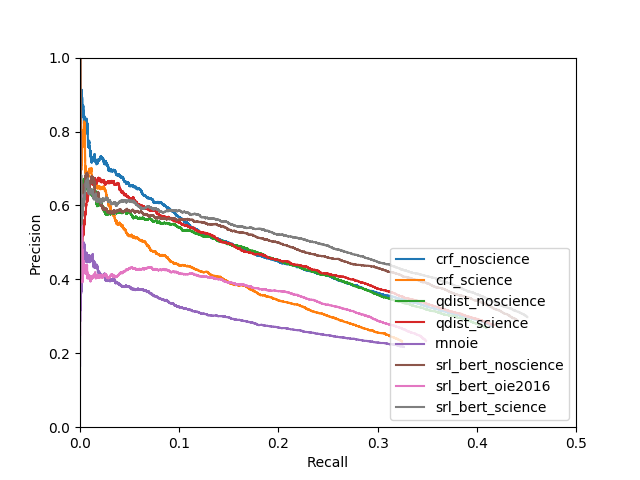 1.0
0.8
0.6
0.4
0.2
0.0
Precision
0.0 0.1 0.2 0.3 0.4 0.5
Recall
crf_noscience
crf_science
qdist_noscience
qdist_science
rnnoie
srl_bert_noscience
srl_bert_oie2016
srl_bert_science